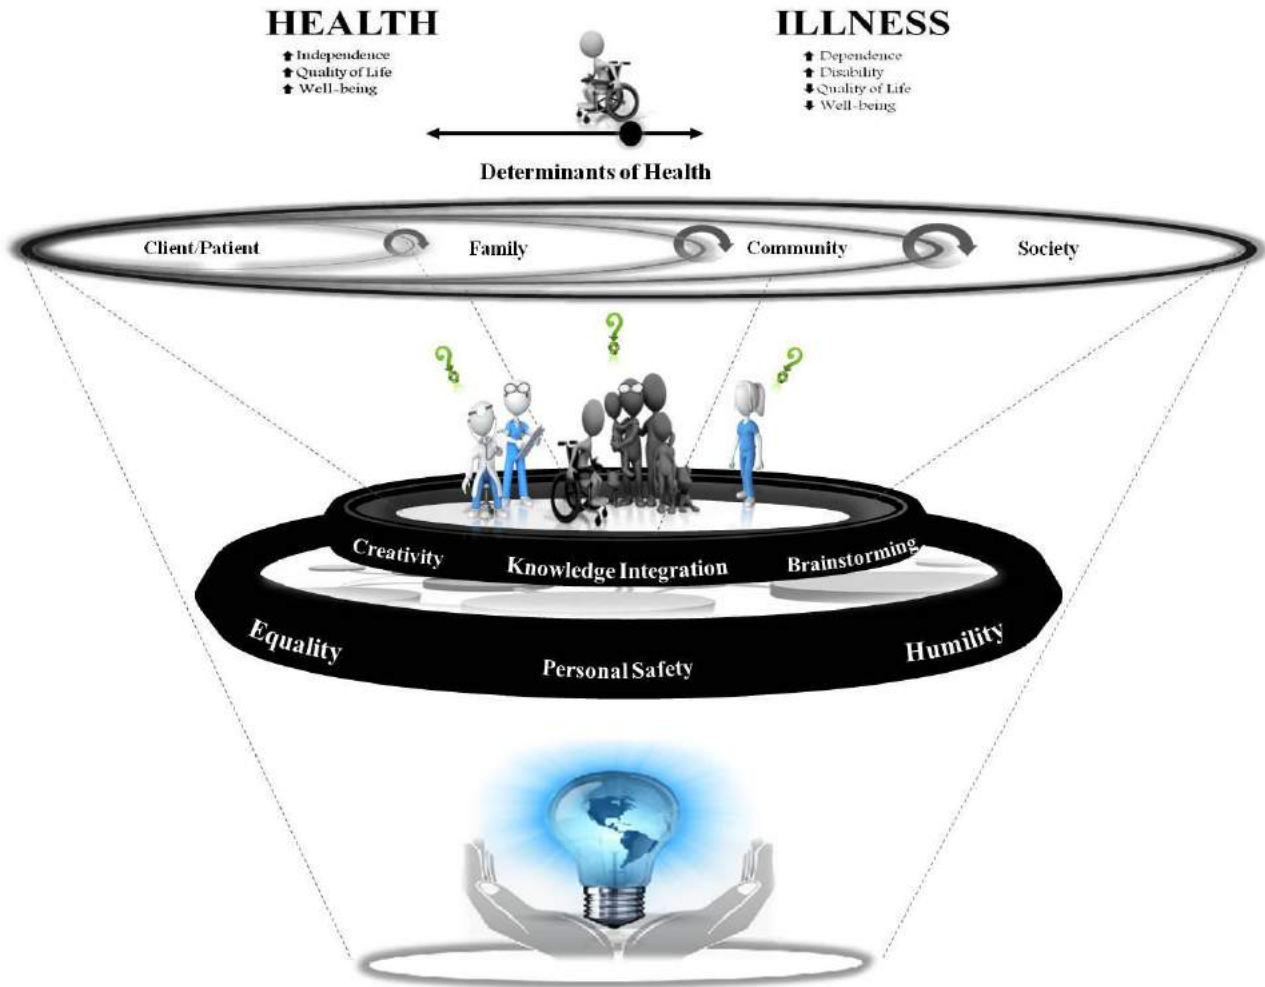 HEALTH
⬆ Independence
⬆ Quality of Life
⬆ Well-being
ILLNESS
⬆ Dependence
⬆ Disability
⬇ Quality of Life
⬇ Well-being
Determinants of Health
Client/Patient
Family
Community
Society
?
?
?
Creativity
Knowledge Integration
Brainstorming
Equality
Personal Safety
Humility